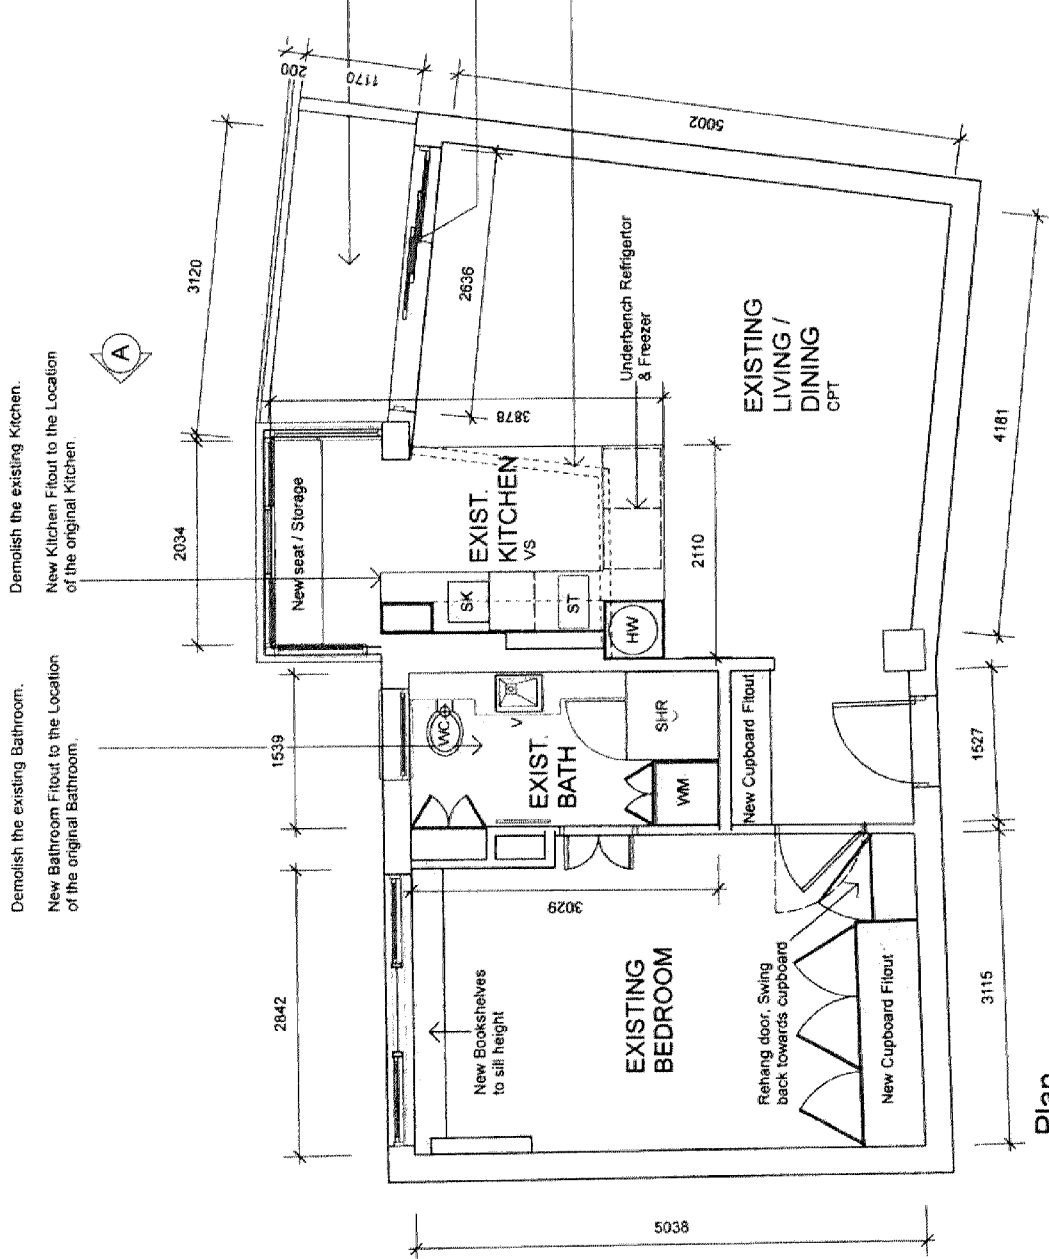 Demolish the existing Bathroom.
New Bathroom Fitout to the Location
of the original Bathroom.
Demolish the existing Kitchen.
New Kitchen Fitout to the Location
of the original Kitchen.
A
200
1170
3120
2034
1539
2842
5002
2636
3878
New seat / Storage
EXIST.
KITCHEN
VS
SK
ST
HW
Underbench Refrigertor
& Freezer
2110
EXISTING
LIVING /
DINING
CPT
4181
WC
V
EXIST.
BATH
SHR
WM
New Cupboard Fitout
1527
3029
New Bookshelves
to sill height
EXISTING
BEDROOM
Rehang door, Swing
back towards cupboard
New Cupboard Fitout
3115
5038
Plan